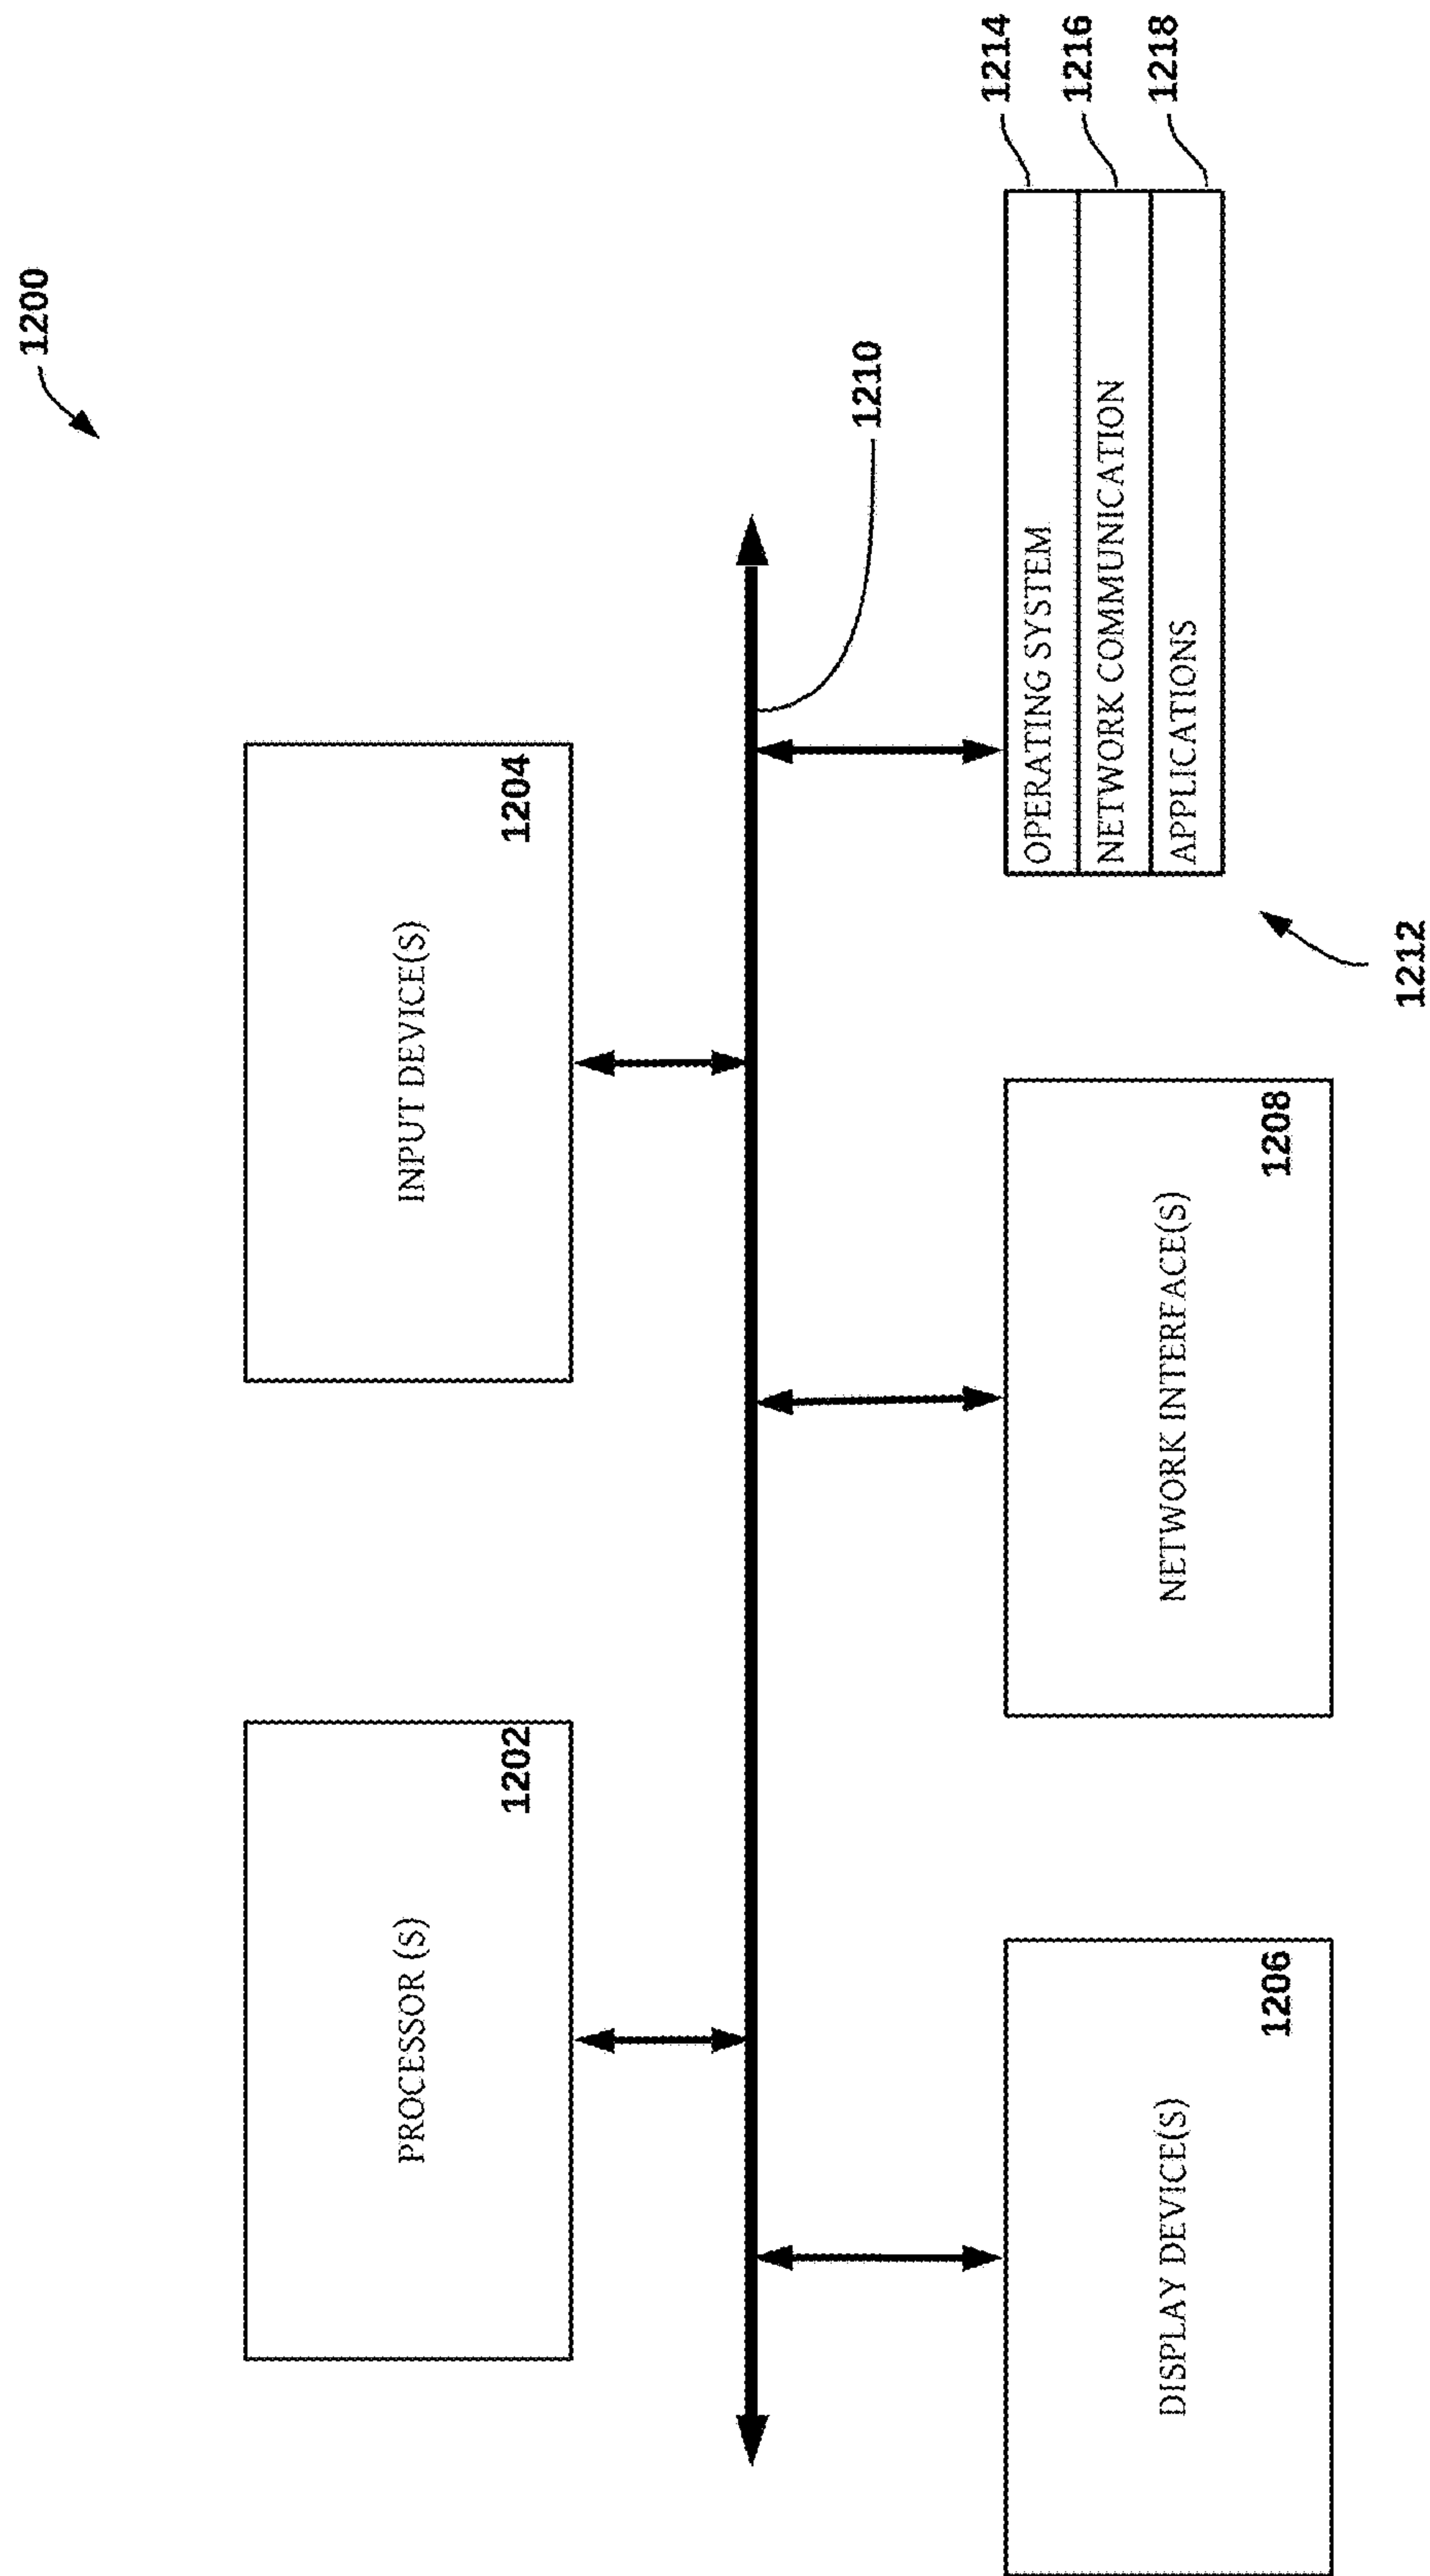 1200
PROCESSOR (S)
1202
INPUT DEVICE(S)
1204
1210
DISPLAY DEVICE(S)
1206
NETWORK INTERFACE(S)
1208
OPERATING SYSTEM
1214
NETWORK COMMUNICATION
1216
APPLICATIONS
1218
1212